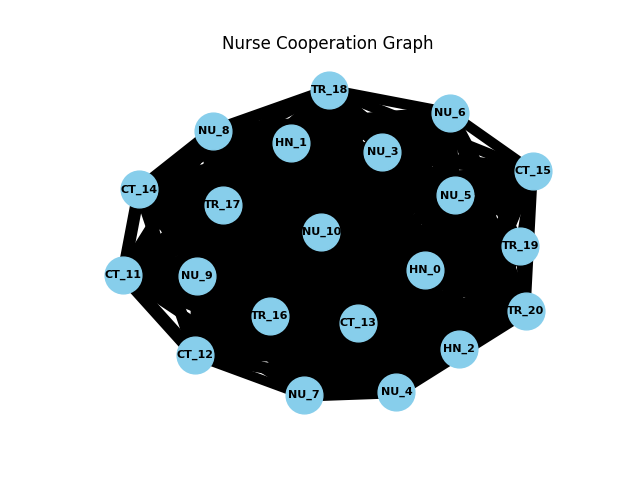 Nurse Cooperation Graph
TR_18
NU_6
NU_8
HN_1
NU_3
CT_15
CT_14
NU_5
TR_17
NU_10
TR_19
HN_0
CT_11
NU_9
TR_20
TR_16
CT_13
HN_2
CT_12
NU_4
NU_7